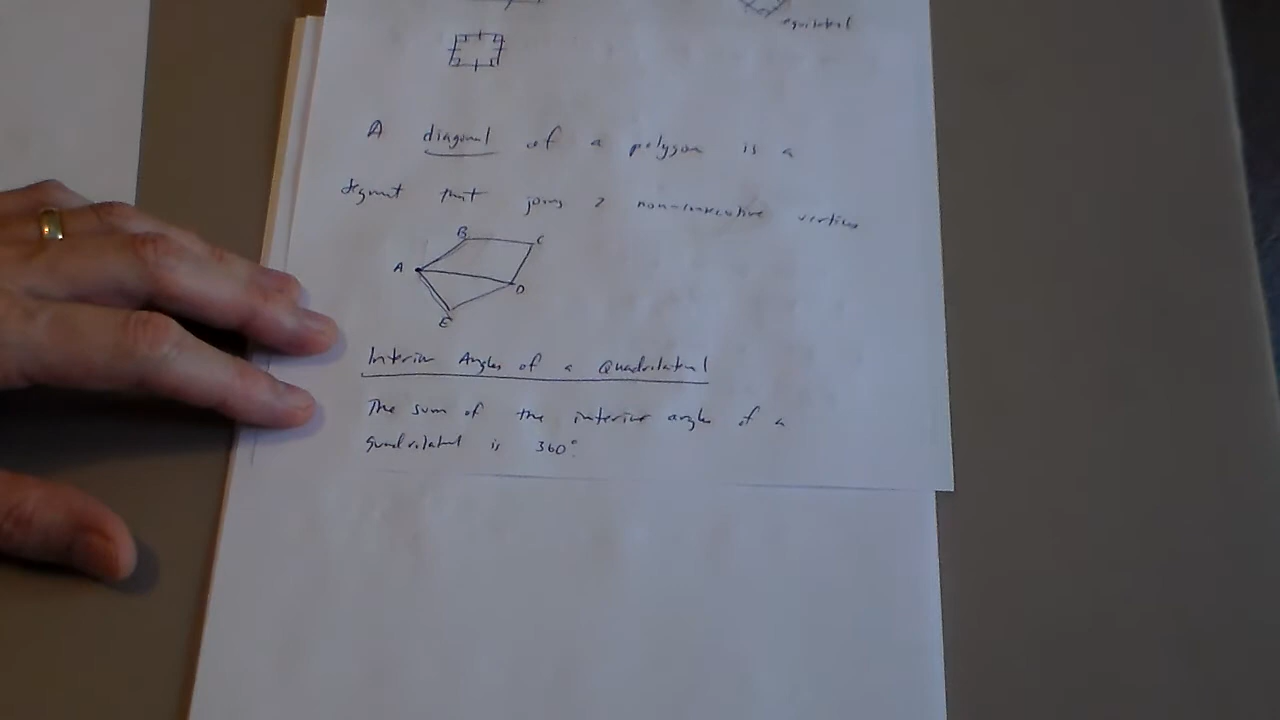 equilateral
A diagonal of a polygon is a
segment that joins 2 non-consecutive vertices
B
C
A
D
E
Interior Angles of a Quadrilateral
The sum of the interior angles of a
quadrilateral is 360°.